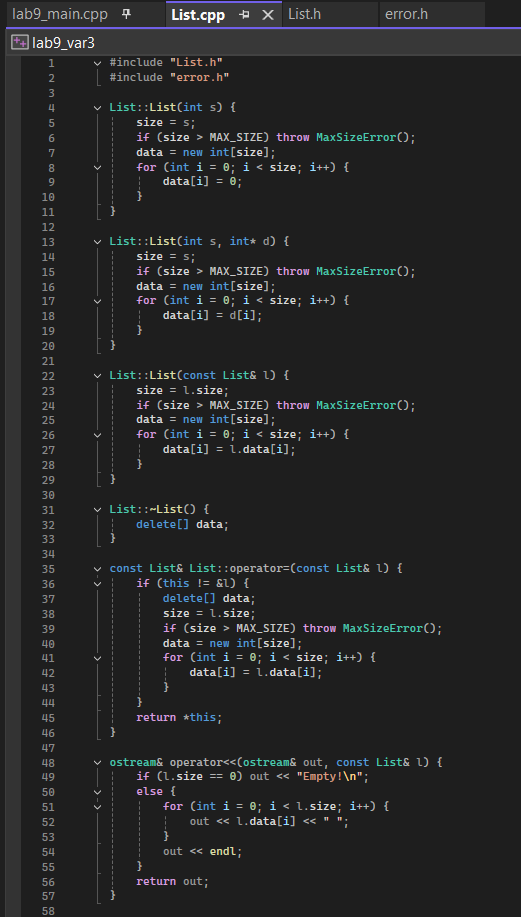 lab9_main.cpp List.cpp List.h error.h
lab9_var3
1 #include "List.h"
2 #include "error.h"
3
4 List::List(int s) {
5 size = s;
6 if (size > MAX_SIZE) throw MaxSizeError();
7 data = new int[size];
8 for (int i = 0; i < size; i++) {
9 data[i] = 0;
10 }
11 }
12
13 List::List(int s, int* d) {
14 size = s;
15 if (size > MAX_SIZE) throw MaxSizeError();
16 data = new int[size];
17 for (int i = 0; i < size; i++) {
18 data[i] = d[i];
19 }
20 }
21
22 List::List(const List& l) {
23 size = l.size;
24 if (size > MAX_SIZE) throw MaxSizeError();
25 data = new int[size];
26 for (int i = 0; i < size; i++) {
27 data[i] = l.data[i];
28 }
29 }
30
31 List::~List() {
32 delete[] data;
33 }
34
35 const List& List::operator=(const List& l) {
36 if (this != &l) {
37 delete[] data;
38 size = l.size;
39 if (size > MAX_SIZE) throw MaxSizeError();
40 data = new int[size];
41 for (int i = 0; i < size; i++) {
42 data[i] = l.data[i];
43 }
44 }
45 return *this;
46 }
47
48 ostream& operator<<(ostream& out, const List& l) {
49 if (l.size == 0) out << "Empty!\n";
50 else {
51 for (int i = 0; i < l.size; i++) {
52 out << l.data[i] << " ";
53 }
54 out << endl;
55 }
56 return out;
57 }
58